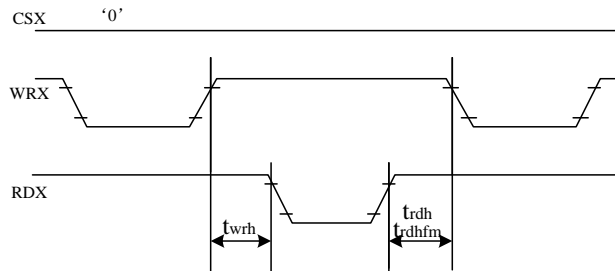 CSX ‘0’
WRX
RDX
twrh
trdh
trdhfm